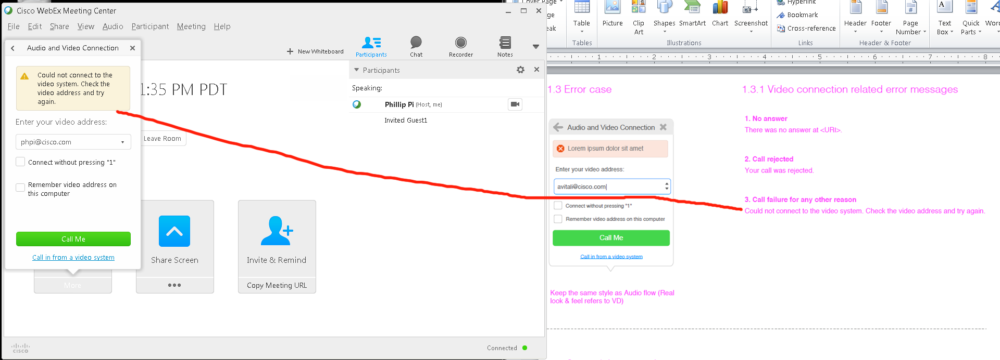 Cisco WebEx Meeting Center
File Edit Share View Audio Participant Meeting Help
Audio and Video Connection
Could not connect to the
video system. Check the
video address and try
again.
Enter your video address:
phpi@cisco.com
Connect without pressing "1"
Remember video address on
this computer
Call Me
Call in from a video system
More
New Whiteboard
Participants
Chat
Recorder
Notes
1:35 PM PDT
Leave Room
Share Screen
Invite & Remind
Copy Meeting URL
Participants
Speaking:
Phillip Pi (Host, me)
Invited Guest1
CISCO
Connected
Cover Page
Table
Tables
Picture
Clip
Art
Shapes
SmartArt
Chart
Screenshot
Illustrations
Hyperlink
Bookmark
Cross-reference
Links
Header
Footer
Page
Number
Header & Footer
Text
Box
Quick
Parts
1 2 3 4 5 6 7 8
1.3 Error case
Audio and Video Connection
Lorem ipsum dolor sit amet
Enter your video address:
avitali@cisco.com
Connect without pressing "1"
Remember video address on this computer
Call Me
Call in from a video system
Keep the same style as Audio flow (Real
look & feel refers to VD)
1.3.1 Video connection related error messages
1. No answer
There was no answer at <URI>.
2. Call rejected
Your call was rejected.
3. Call failure for any other reason
Could not connect to the video system. Check the video address and try again.